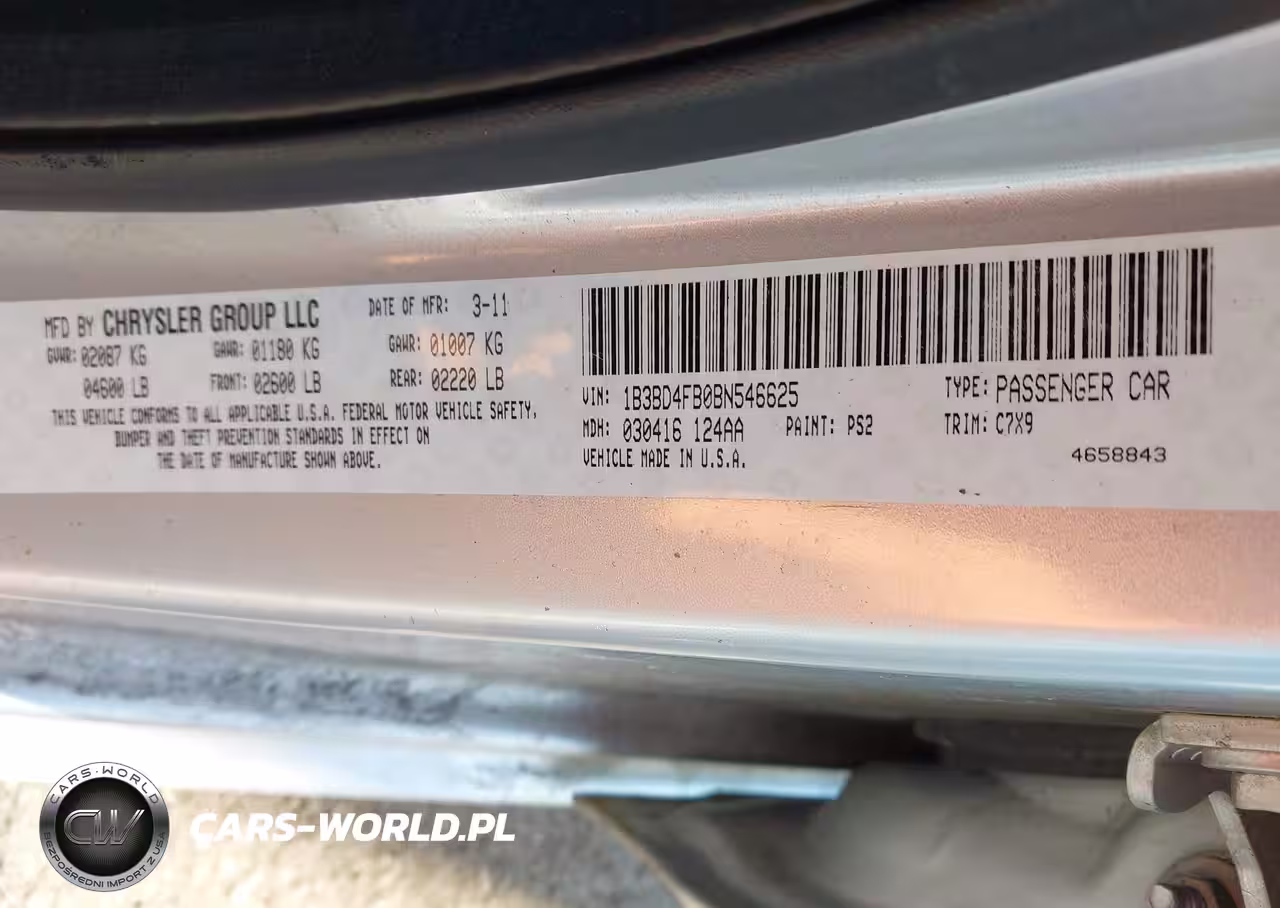 MFD BY CHRYSLER GROUP LLC DATE OF MFR: 3-11
GVWR: 02087 KG GAWR: 01180 KG GAWR: 01007 KG
04600 LB FRONT: 02600 LB REAR: 02220 LB
THIS VEHICLE CONFORMS TO ALL APPLICABLE U.S.A. FEDERAL MOTOR VEHICLE SAFETY,
BUMPER AND THEFT PREVENTION STANDARDS IN EFFECT ON
THE DATE OF MANUFACTURE SHOWN ABOVE.
VIN: 1B3BD4FB0BN546625 TYPE: PASSENGER CAR
MDH: 030416 124AA PAINT: PS2 TRIM: C7X9
VEHICLE MADE IN U.S.A.
4658843
CARS-WORLD
CW
BEZPOŚREDNI IMPORT Z USA
CARS-WORLD.PL